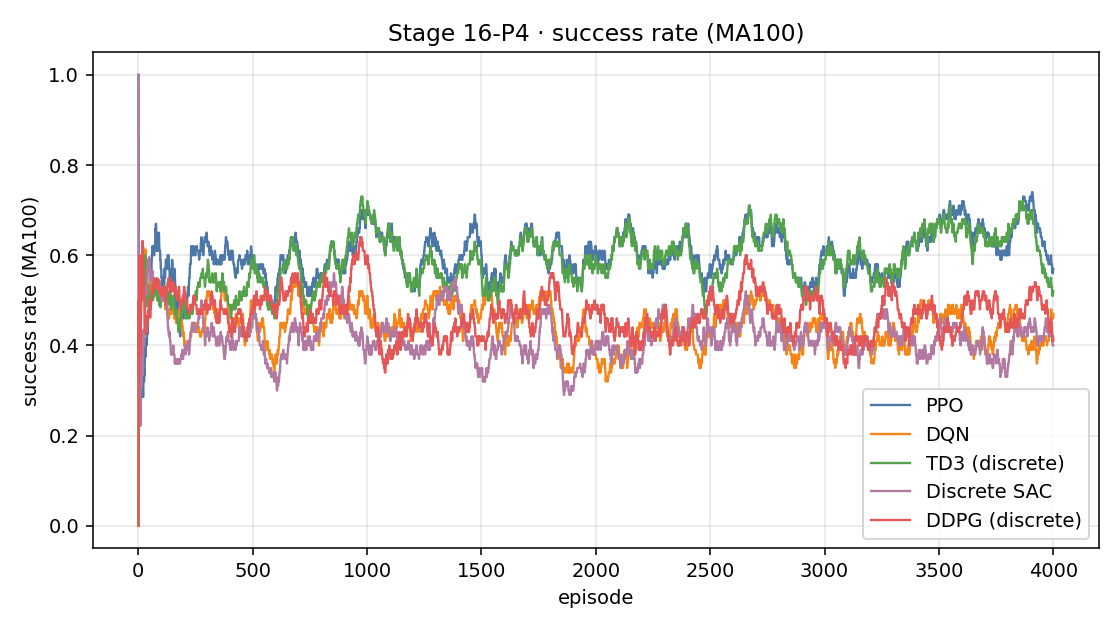 Stage 16-P4 · success rate (MA100)
success rate (MA100)
1.0
0.8
0.6
0.4
0.2
0.0
0 500 1000 1500 2000 2500 3000 3500 4000
episode
PPO
DQN
TD3 (discrete)
Discrete SAC
DDPG (discrete)